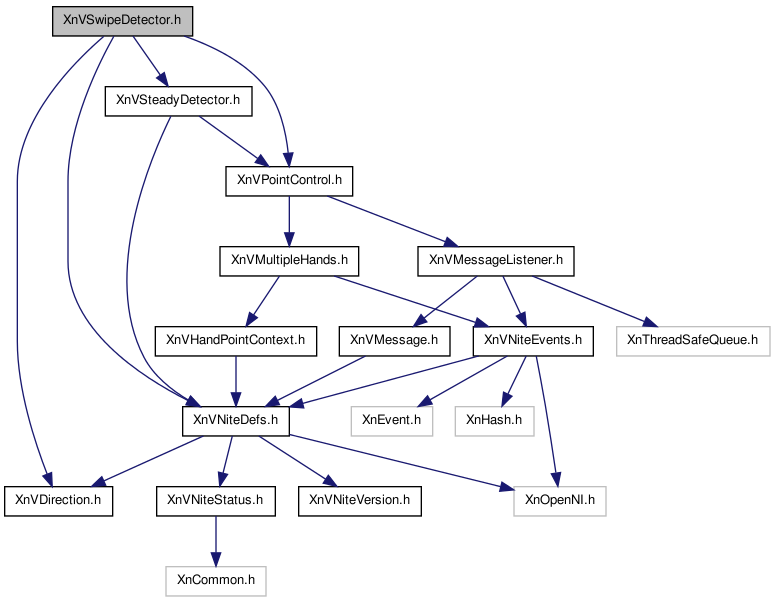 XnVSwipeDetector.h
XnVSteadyDetector.h
XnVPointControl.h
XnVMultipleHands.h
XnVMessageListener.h
XnVHandPointContext.h
XnVMessage.h
XnVNiteEvents.h
XnThreadSafeQueue.h
XnVNiteDefs.h
XnEvent.h
XnHash.h
XnVDirection.h
XnVNiteStatus.h
XnVNiteVersion.h
XnOpenNI.h
XnCommon.h